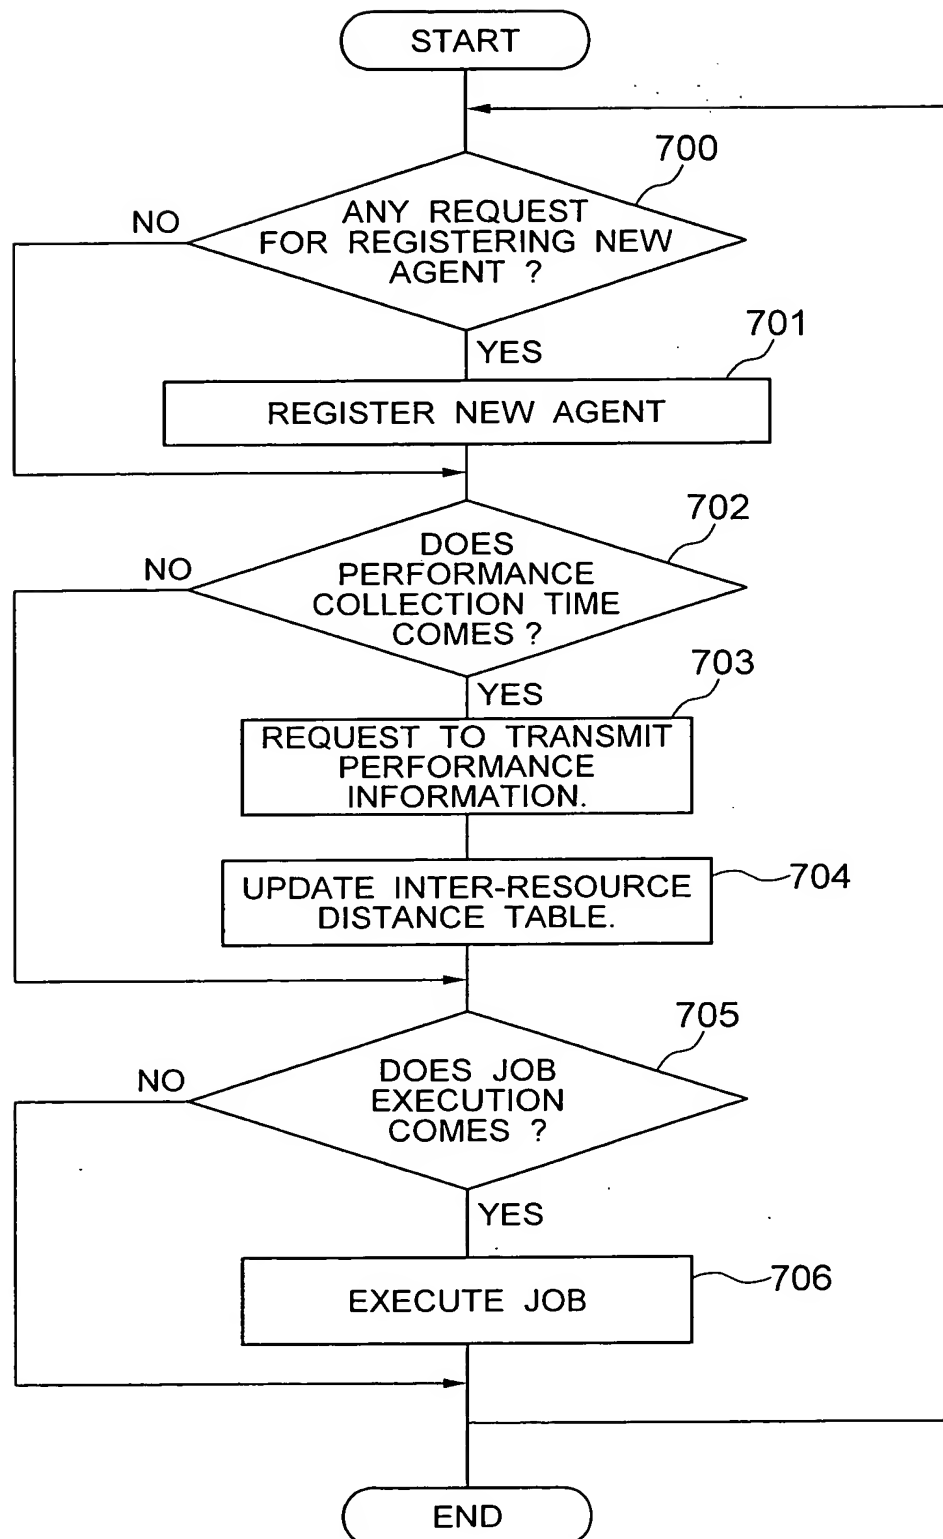 START
700
ANY REQUEST
FOR REGISTERING NEW
AGENT ?
NO
YES
701
REGISTER NEW AGENT
702
DOES
PERFORMANCE
COLLECTION TIME
COMES ?
NO
YES
703
REQUEST TO TRANSMIT
PERFORMANCE
INFORMATION.
704
UPDATE INTER-RESOURCE
DISTANCE TABLE.
705
DOES JOB
EXECUTION
COMES ?
NO
YES
706
EXECUTE JOB
END